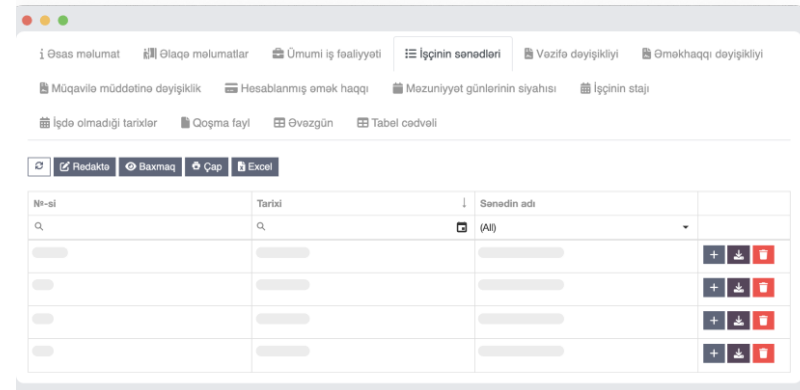 Əsas məlumat Əlaqə məlumatlar Ümumi iş fəaliyyəti İşçinin sənədləri Vəzifə dəyişikliyi Əməkhaqqı dəyişikliyi
Müqavilə müddətinə dəyişiklik Hesablanmış əmək haqqı Məzuniyyət günlərinin siyahısı İşçinin stajı
İşdə olmadıği tarixlər Qoşma fayl Əvəzgün Tabel cədvəli
Redaktə Baxmaq Çap Excel
№-si Tarixi Sənədin adı
(All)